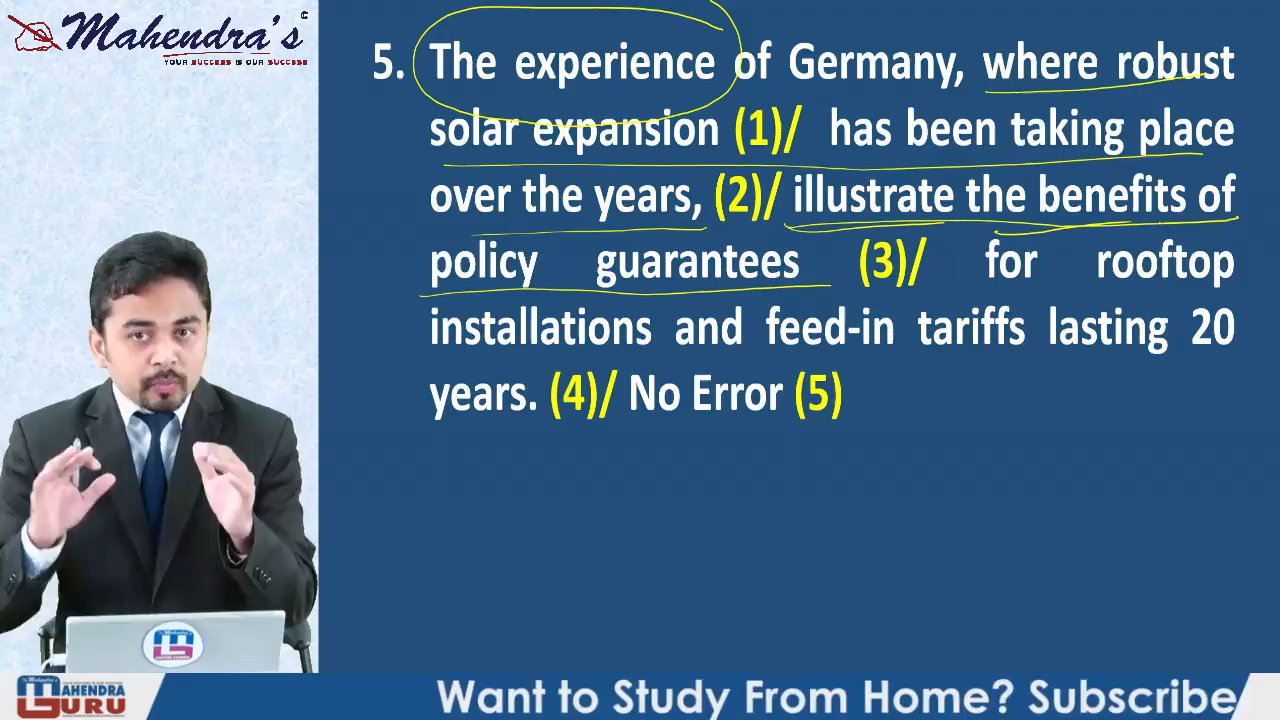 Mahendra's
YOUR SUCCESS IS OUR SUCCESS
5. The experience of Germany, where robust
solar expansion (1)/ has been taking place
over the years, (2)/ illustrate the benefits of
policy guarantees (3)/ for rooftop
installations and feed-in tariffs lasting 20
years. (4)/ No Error (5)
MAHENDRA
GURU
Want to Study From Home? Subscribe